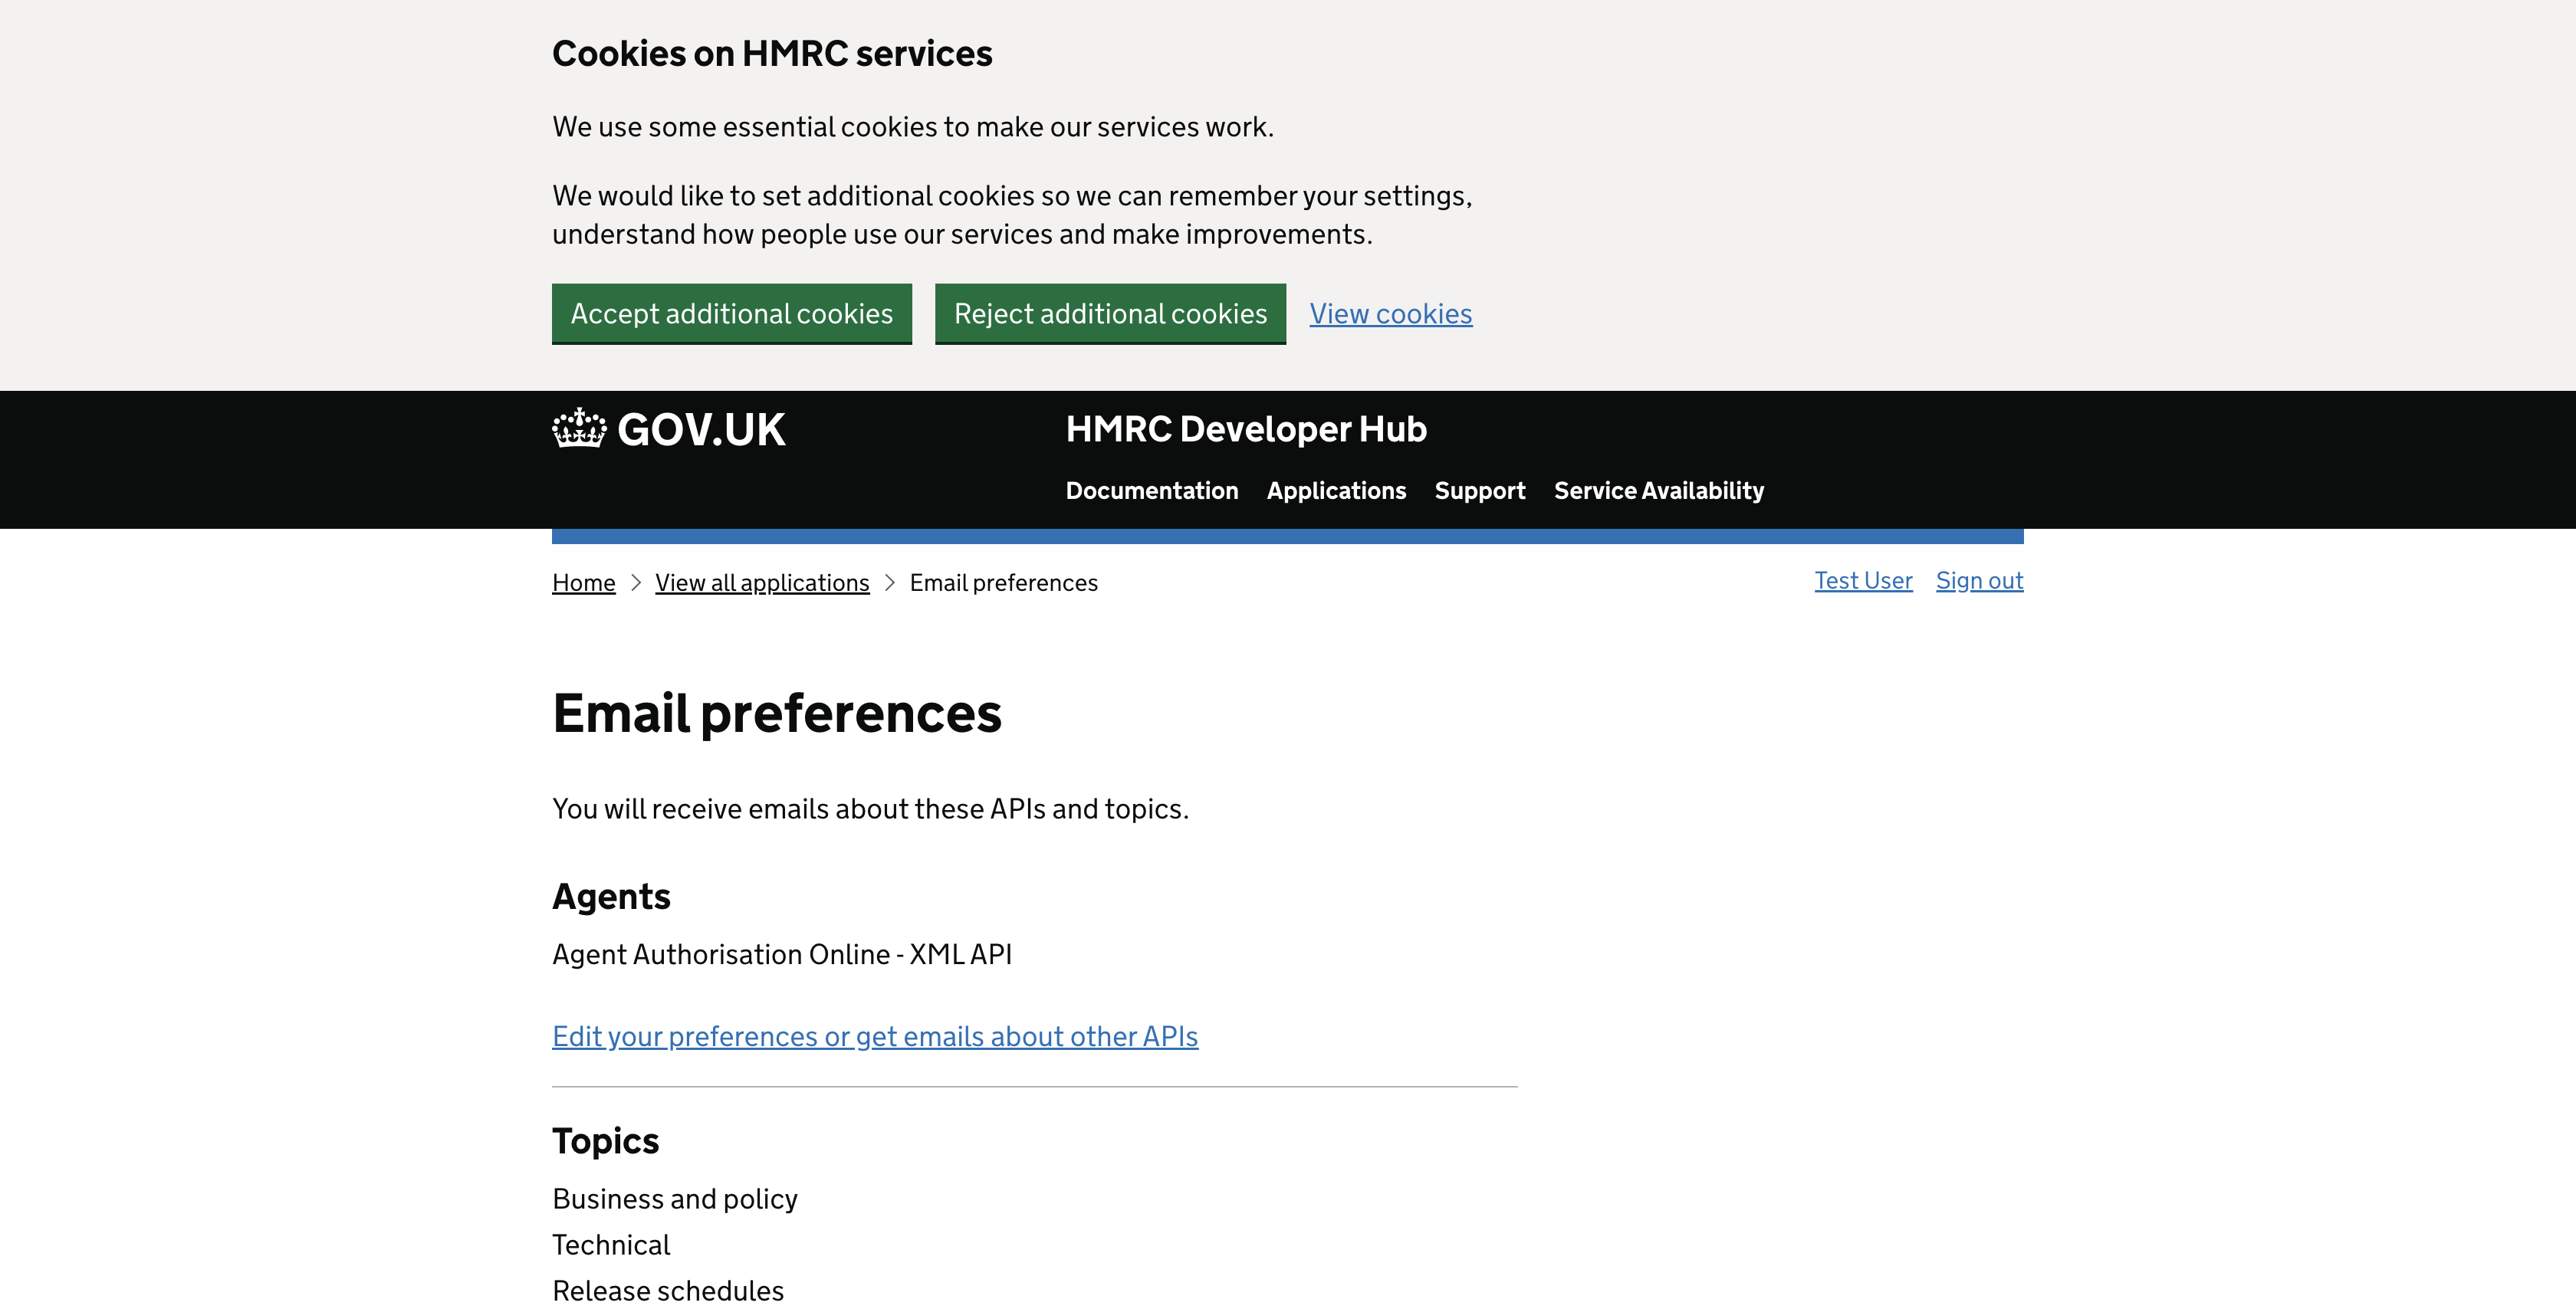 Cookies on HMRC services
We use some essential cookies to make our services work.
We would like to set additional cookies so we can remember your settings,
understand how people use our services and make improvements.
Accept additional cookies Reject additional cookies View cookies
GOV.UK HMRC Developer Hub
Documentation Applications Support Service Availability
Home View all applications Email preferences Test User Sign out
Email preferences
You will receive emails about these APIs and topics.
Agents
Agent Authorisation Online - XML API
Edit your preferences or get emails about other APIs
Topics
Business and policy
Technical
Release schedules